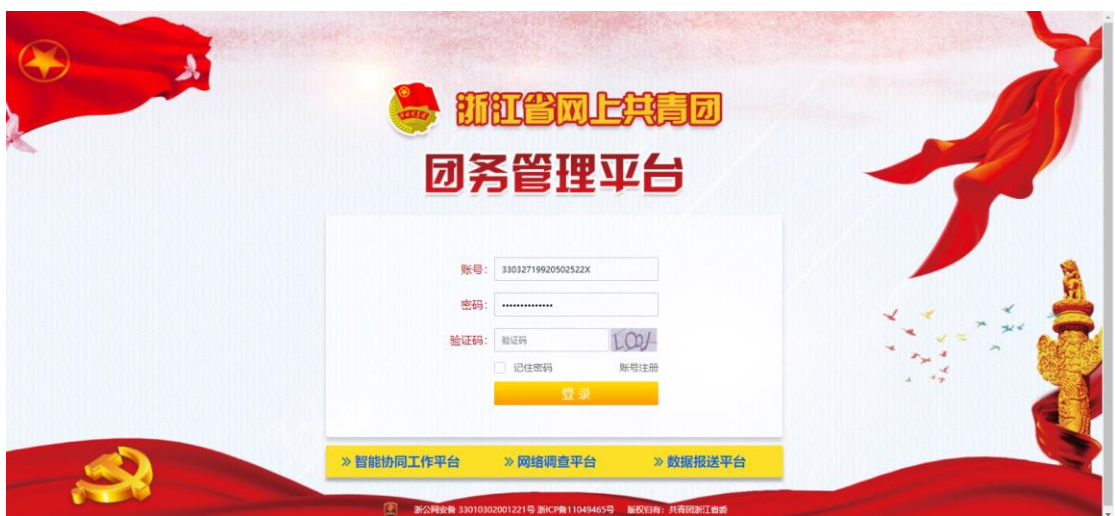 浙江省网上共青团
团务管理平台
账号: 33032719920502522X
密码: ••••••••••••••
验证码: 验证码
记住密码 账号注册
登 录
» 智能协同工作平台 » 网络调查平台 » 数据报送平台
浙公网安备 33010302001221号 浙ICP备11049465号 版权归有: 共青团浙江省委